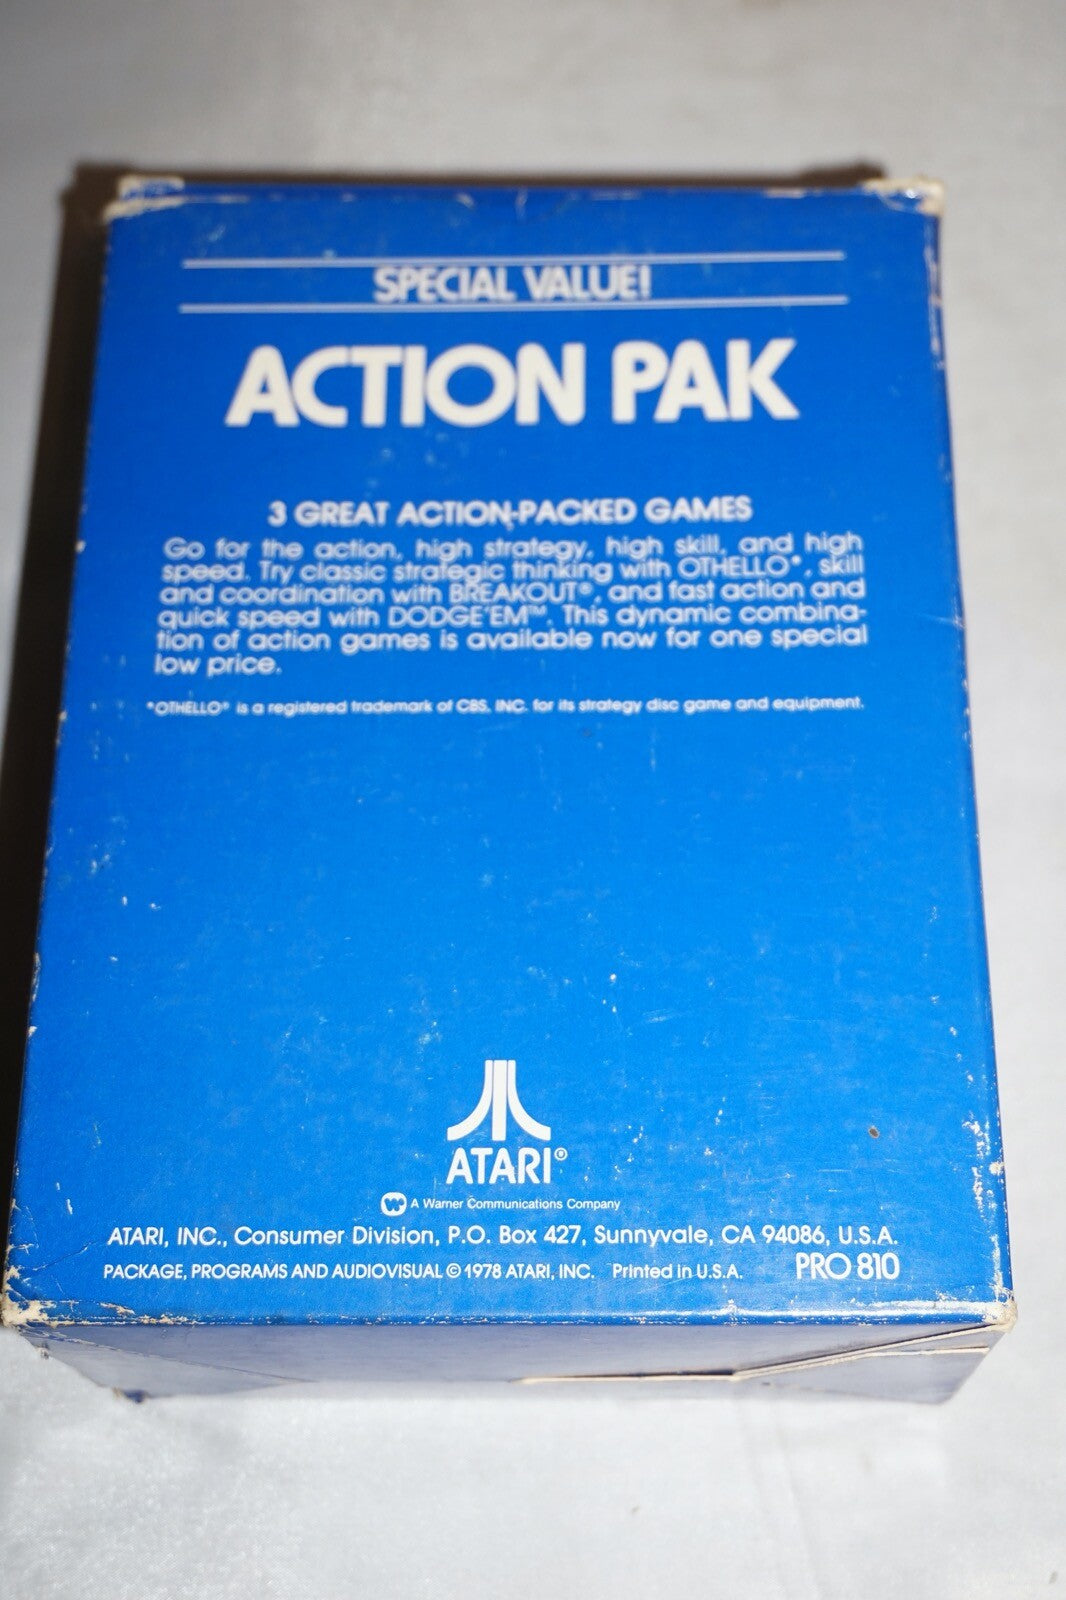 SPECIAL VALUE!
ACTION PAK
3 GREAT ACTION-PACKED GAMES
Go for the action, high strategy, high skill, and high
speed. Try classic strategic thinking with OTHELLO*, skill
and coordination with BREAKOUT®, and fast action and
quick speed with DODGE'EM™. This dynamic combina-
tion of action games is available now for one special
low price.
*OTHELLO® is a registered trademark of CBS, INC. for its strategy disc game and equipment.
ATARI®
A Warner Communications Company
ATARI, INC., Consumer Division, P.O. Box 427, Sunnyvale, CA 94086, U.S.A.
PACKAGE, PROGRAMS AND AUDIOVISUAL © 1978 ATARI, INC. Printed in U.S.A. PRO 810